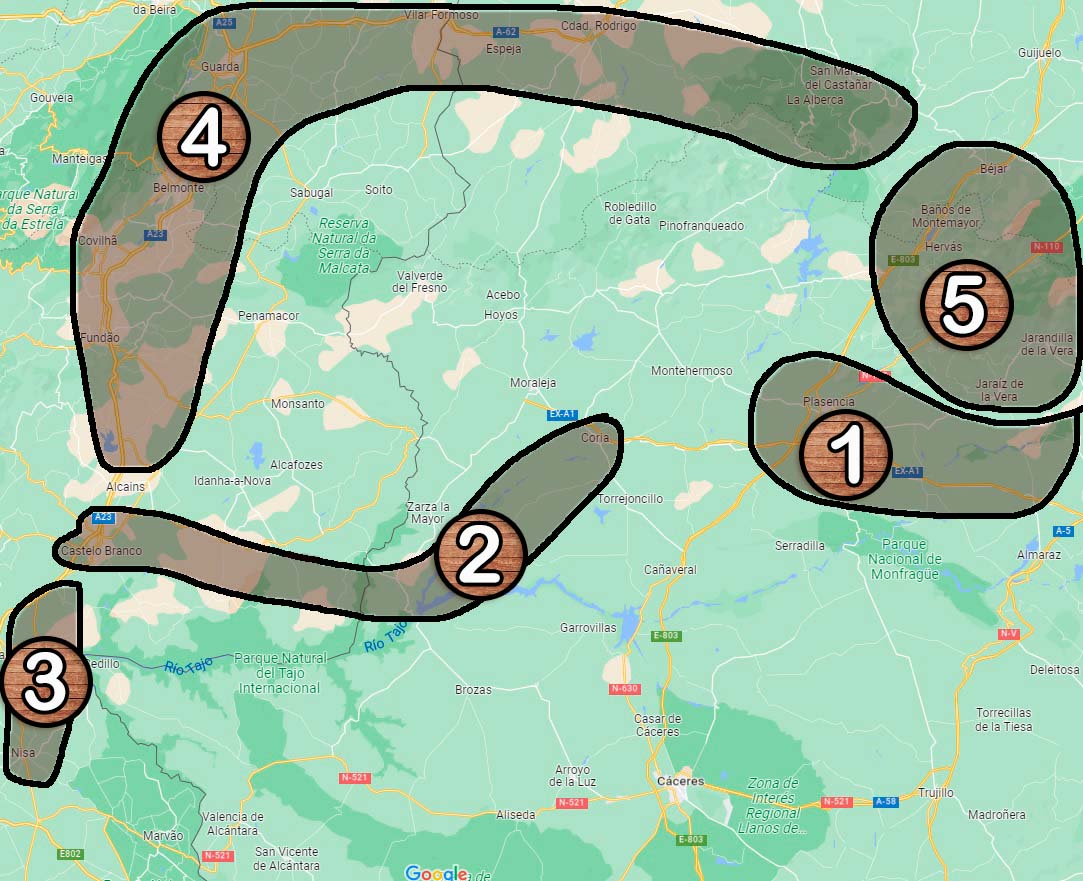 da Beira
A25
Vilar Formoso
A-62
Cdad. Rodrigo
Espeja
Guijuelo
Guarda
San Mar
del Castañar
La Alberca
Gouveia
4
Manteigas
Béjar
Belmonte
Sabugal
Soito
arque Natural
da Serra
da Estrela
Robledillo
de Gata
Pinofranqueado
Baños de
Montemayor
Reserva
Natural da
Serra da
Malcata
Covilhã
A23
Hervás
N-110
E-803
Valverde
del Fresno
Acebo
Hoyos
5
Penamacor
Fundão
Jarandilla
de la Vera
Moraleja
Montehermoso
Jaraíz de
la Vera
Monsanto
EX-A1
Plasencia
Coria
1
Alcafozes
EX-A1
Alcains
Idanha-a-Nova
Zarza la
Mayor
Torrejoncillo
A23
A-5
Castelo Branco
2
Serradilla
Parque
Nacional de
Monfragüe
Almaraz
Cañaveral
Garrovillas
Río Tajo
E-803
N-V
3
edillo
Río Tajo
Parque Natural
del Tajo
Internacional
Brozas
N-630
Deleitosa
Nisa
Casar de
Cáceres
Torrecillas
de la Tiesa
N-521
Arroyo
de la Luz
Cáceres
Zona de
Interés
Regional
Llanos de...
N-521
N-521
A-58
Trujillo
Aliseda
Madroñera
Valencia de
Alcántara
Marvão
E-803
E802
N-521
San Vicente
de Alcántara
Google
a de